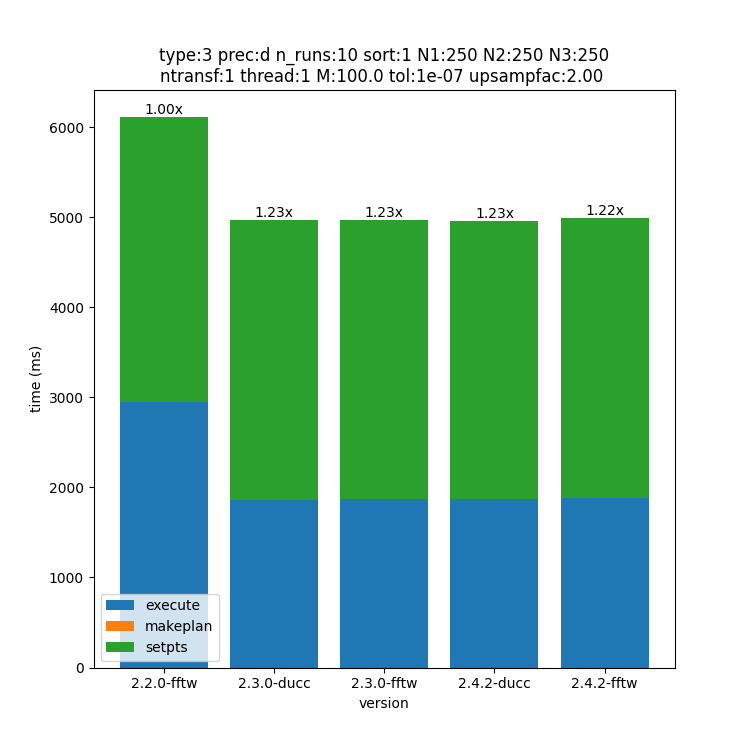 type:3 prec:d n_runs:10 sort:1 N1:250 N2:250 N3:250
ntransf:1 thread:1 M:100.0 tol:1e-07 upsampfac:2.00
time (ms)
6000
5000
4000
3000
2000
1000
0
1.00x
1.23x
1.23x
1.23x
1.22x
execute
makeplan
setpts
2.2.0-fftw
2.3.0-ducc
2.3.0-fftw
2.4.2-ducc
2.4.2-fftw
version